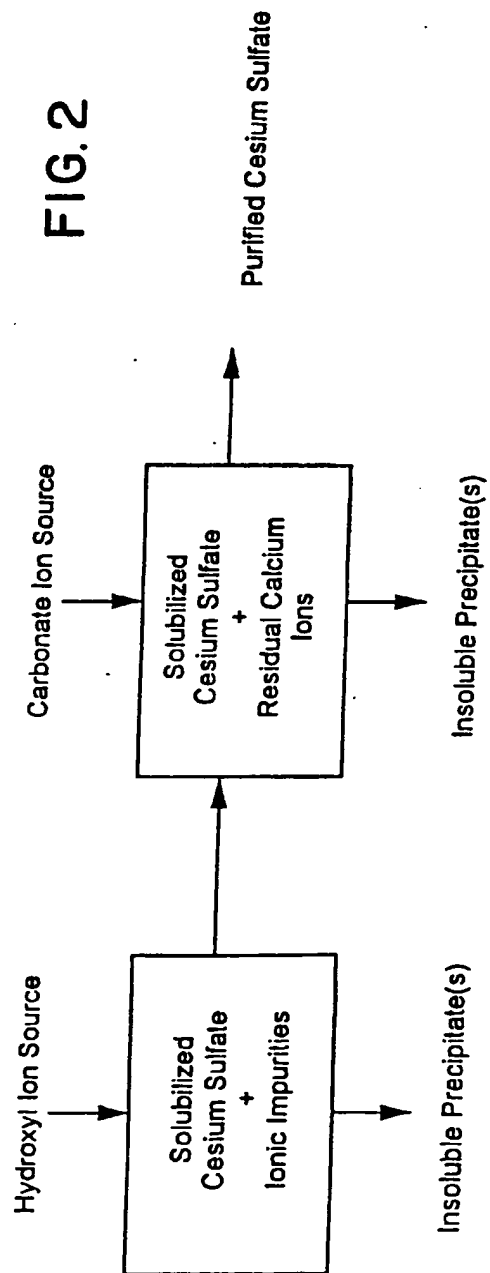 FIG. 2
Hydroxyl Ion Source
Solubilized
Cesium Sulfate
+
Ionic Impurities
Insoluble Precipitate(s)
Carbonate Ion Source
Solubilized
Cesium Sulfate
+
Residual Calcium
Ions
Insoluble Precipitate(s)
Purified Cesium Sulfate